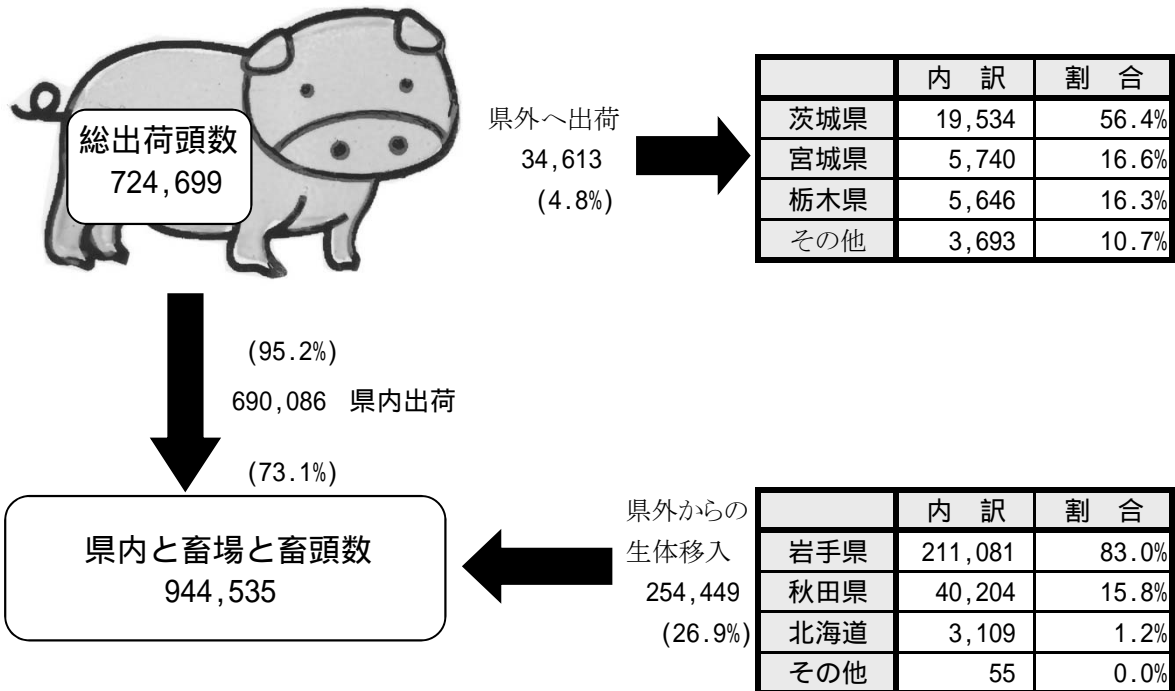 総出荷頭数
724,699
県外へ出荷
34,613
(4.8%)
内 訳 割 合
茨城県 19,534 56.4%
宮城県 5,740 16.6%
栃木県 5,646 16.3%
その他 3,693 10.7%
(95.2%)
690,086 県内出荷
(73.1%)
県内と畜場と畜頭数
944,535
県外からの
生体移入
254,449
(26.9%)
内 訳 割 合
岩手県 211,081 83.0%
秋田県 40,204 15.8%
北海道 3,109 1.2%
その他 55 0.0%